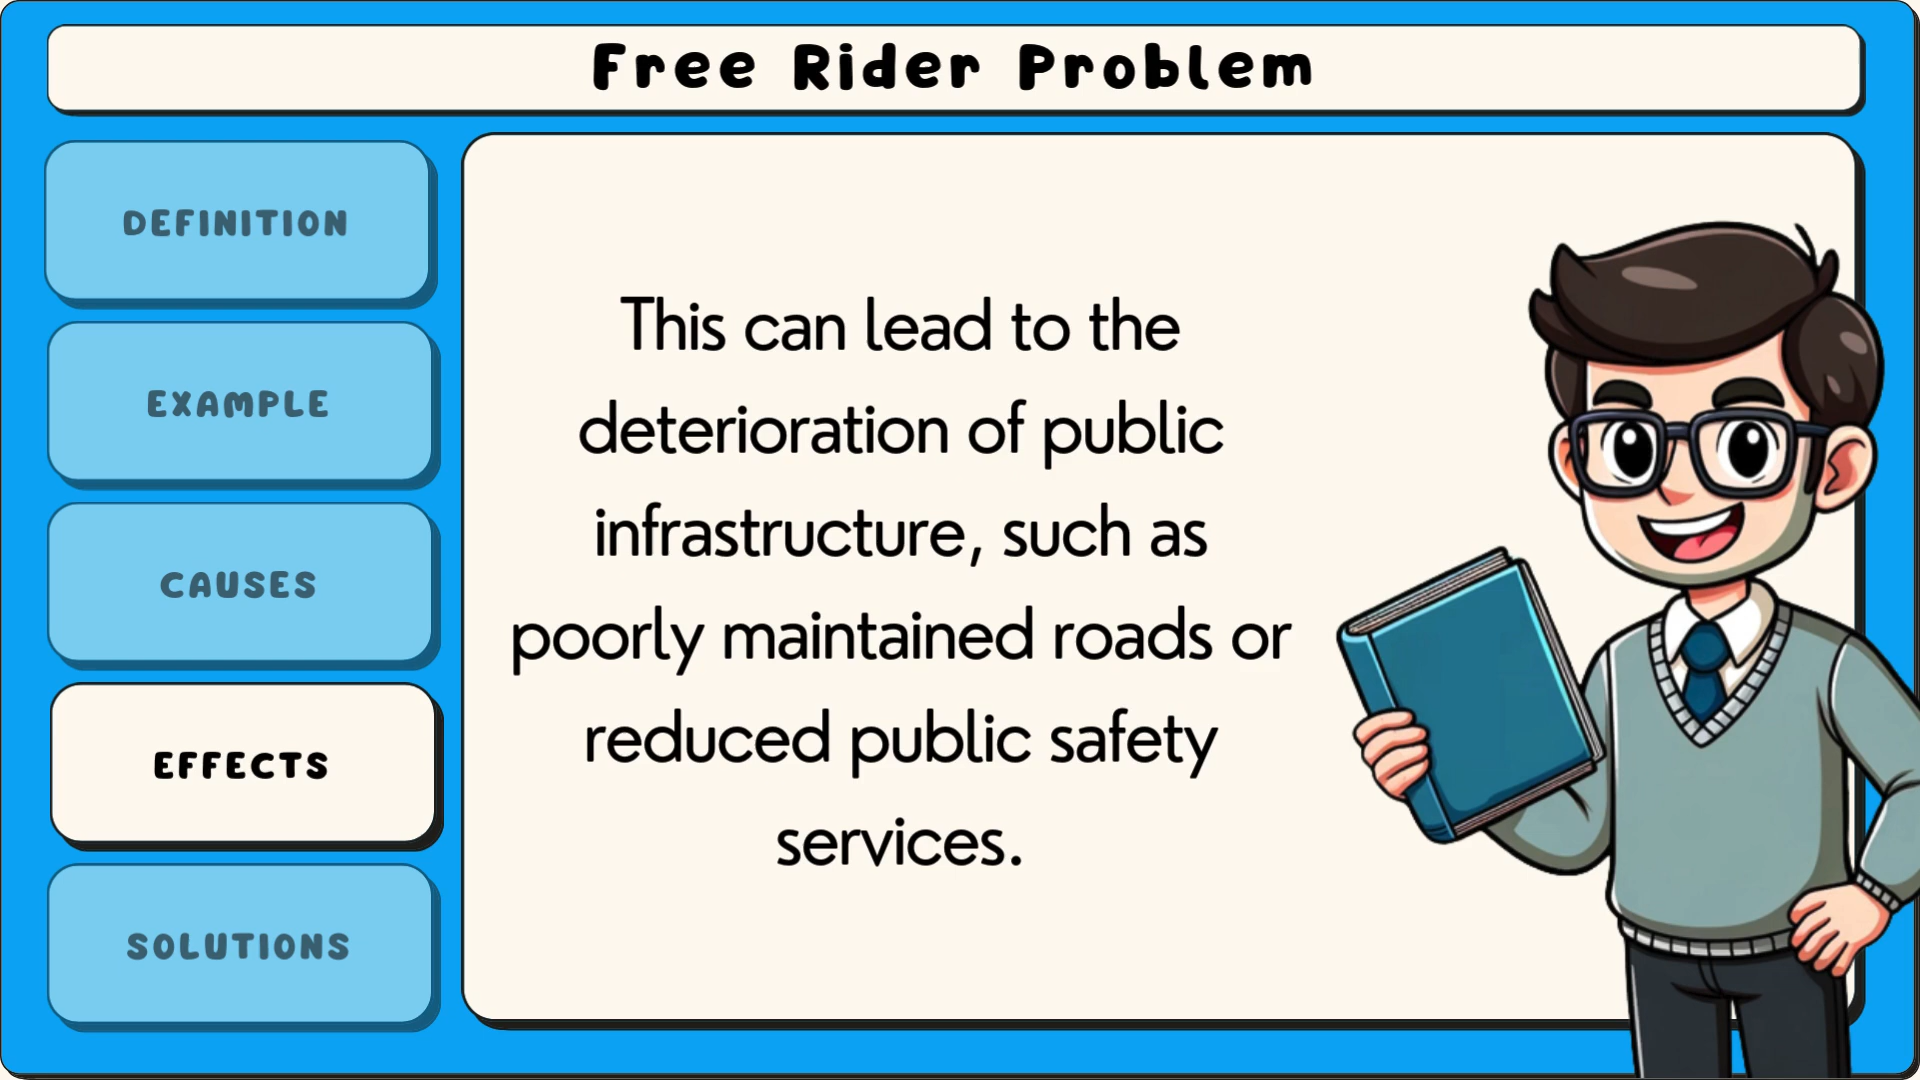 Free Rider Problem
DEFINITION
EXAMPLE
CAUSES
EFFECTS
SOLUTIONS
This can lead to the
deterioration of public
infrastructure, such as
poorly maintained roads or
reduced public safety
services.